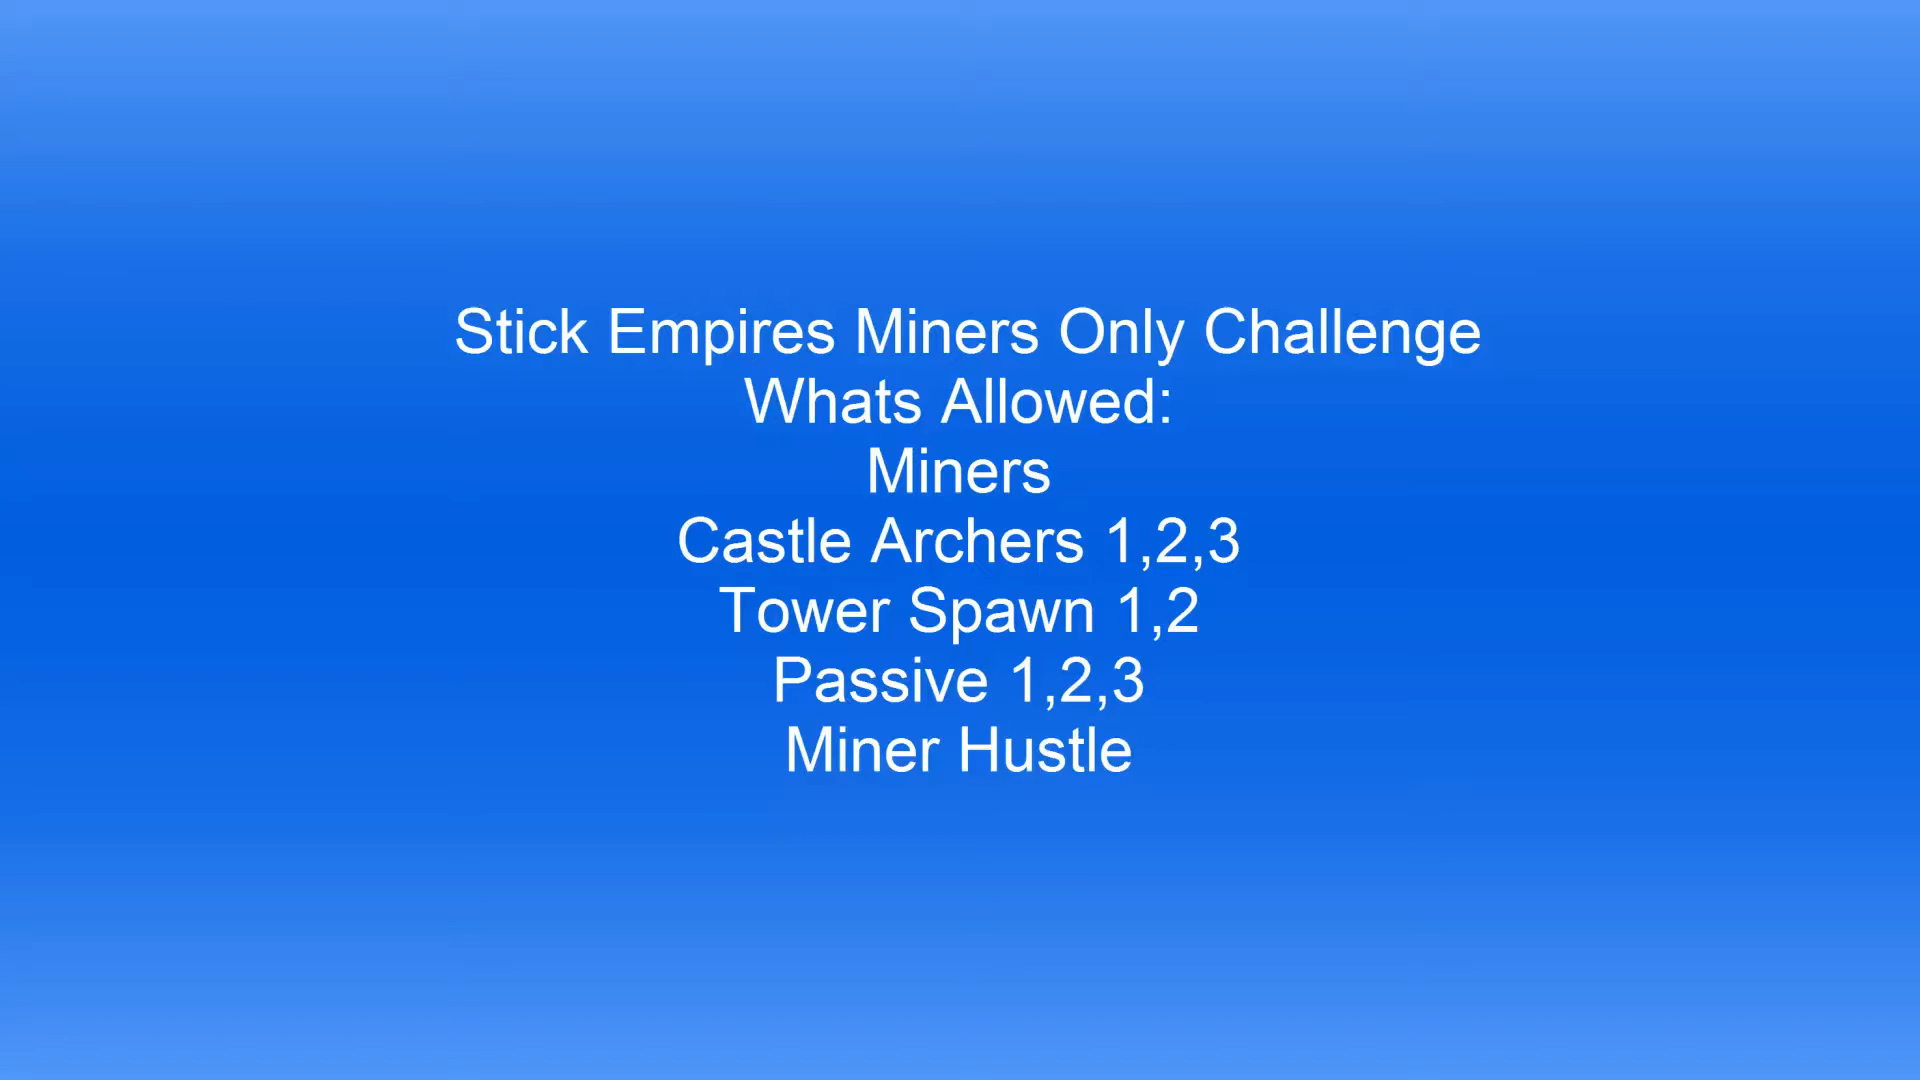 Stick Empires Miners Only Challenge
Whats Allowed:
Miners
Castle Archers 1,2,3
Tower Spawn 1,2
Passive 1,2,3
Miner Hustle